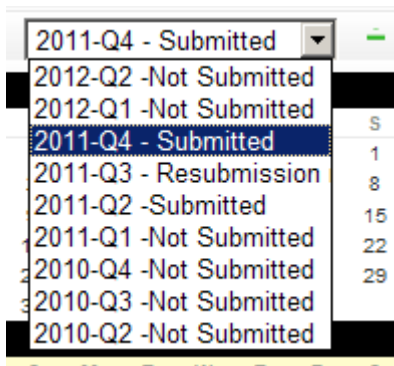 2011-Q4 - Submitted
2012-Q2 -Not Submitted
2012-Q1 -Not Submitted
2011-Q4 - Submitted
2011-Q3 - Resubmission
2011-Q2 -Submitted
2011-Q1 -Not Submitted
2010-Q4 -Not Submitted
2010-Q3 -Not Submitted
2010-Q2 -Not Submitted
S
1
8
15
22
29